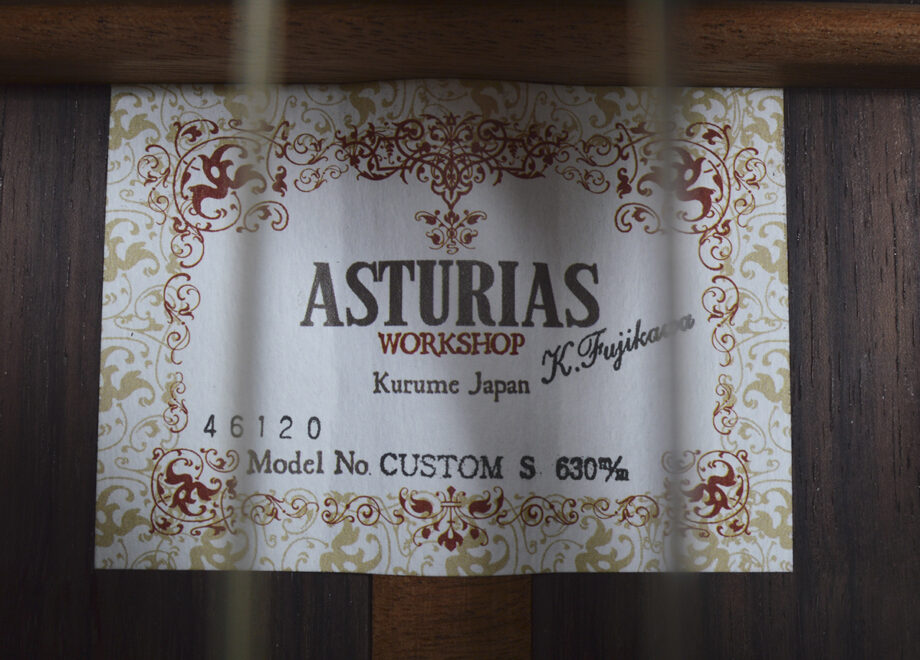 ASTURIAS
WORKSHOP
K. Fujikawa
Kurume Japan
46120
Model No. CUSTOM S 630m/m